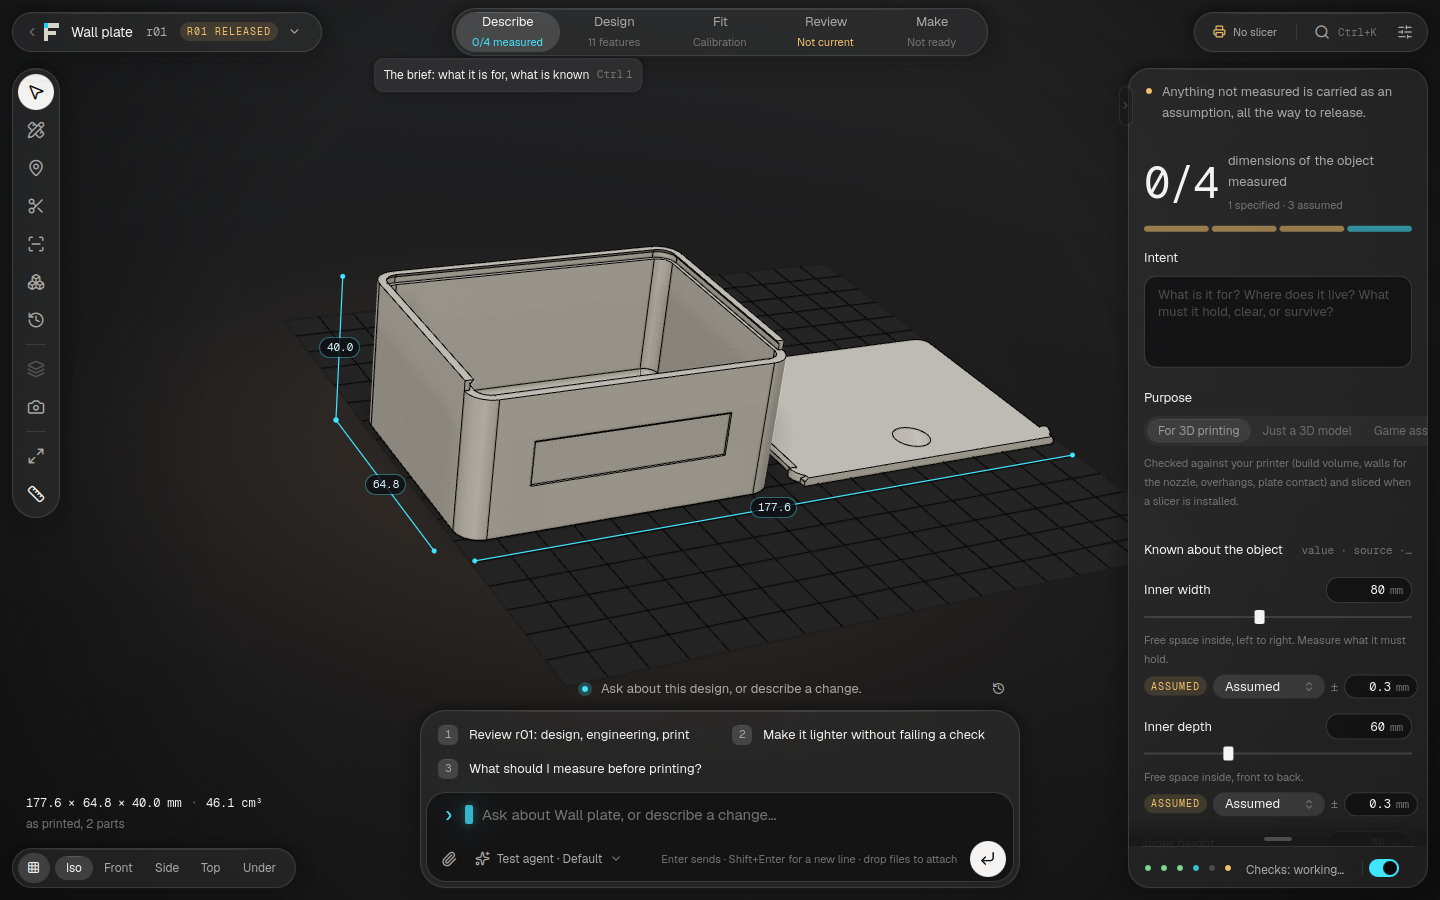 Wall plate r01 R01 RELEASED
Describe
0/4 measured
Design
11 features
Fit
Calibration
Review
Not current
Make
Not ready
No slicer
Ctrl+K
The brief: what it is for, what is known Ctrl 1
Anything not measured is carried as an
assumption, all the way to release.
0/4
dimensions of the object
measured
1 specified · 3 assumed
Intent
What is it for? Where does it live? What
must it hold, clear, or survive?
Purpose
For 3D printing Just a 3D model Game ass
Checked against your printer (build volume, walls for
the nozzle, overhangs, plate contact) and sliced when
a slicer is installed.
Known about the object value · source ·…
Inner width 80 mm
Free space inside, left to right. Measure what it must
hold.
ASSUMED Assumed ± 0.3 mm
Inner depth 60 mm
Free space inside, front to back.
ASSUMED Assumed ± 0.3 mm
Inner height 36
Checks: working…
40.0
64.8
177.6
Ask about this design, or describe a change.
1 Review r01: design, engineering, print
2 Make it lighter without failing a check
3 What should I measure before printing?
Ask about Wall plate, or describe a change…
Test agent · Default
Enter sends · Shift+Enter for a new line · drop files to attach
177.6 × 64.8 × 40.0 mm · 46.1 cm³
as printed, 2 parts
Iso Front Side Top Under